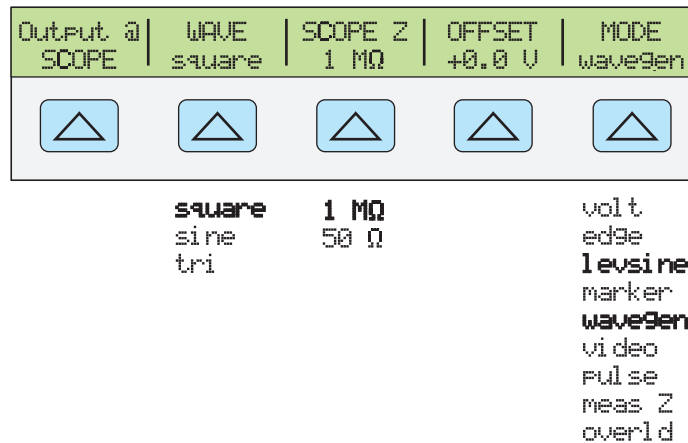 Output @ WAVE SCOPE Z OFFSET MODE
SCOPE square 1 MΩ +0.0 V wavegen
square 1 MΩ volt
sine 50 Ω edge
tri levsine
marker
wavegen
video
pulse
meas Z
overld